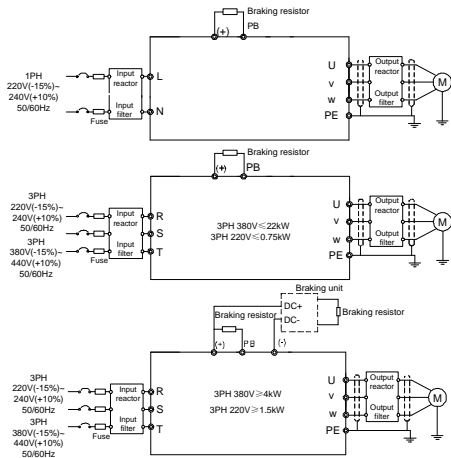 Braking resistor
(+)
PB
1PH
220V(-15%)~
240V(+10%)
50/60Hz
Fuse
Input
reactor
Input
filter
L
N
U
v
w
PE
Output
reactor
Output
filter
M
Braking resistor
(+)
PB
3PH
220V(-15%)~
240V(+10%)
50/60Hz
3PH
380V(-15%)~
440V(+10%)
50/60Hz
Fuse
Input
reactor
Input
filter
R
S
T
3PH 380V≤22kW
3PH 220V≤0.75kW
U
v
w
PE
Output
reactor
Output
filter
M
Braking unit
DC+
DC-
Braking resistor
Braking resistor
(+)
PB
(-)
3PH
220V(-15%)~
240V(+10%)
50/60Hz
3PH
380V(-15%)~
440V(+10%)
50/60Hz
Fuse
Input
reactor
Input
filter
R
S
T
3PH 380V≥4kW
3PH 220V≥1.5kW
U
v
w
PE
Output
reactor
Output
filter
M